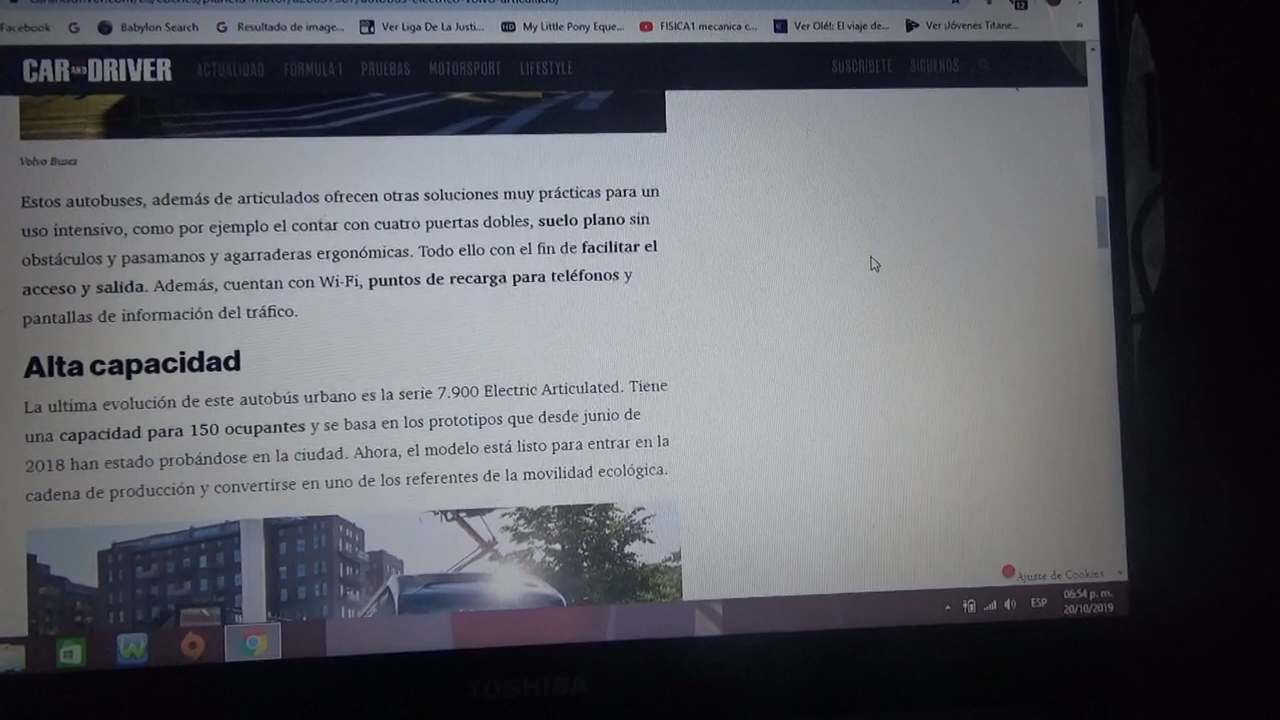 Facebook
Babylon Search
Resultado de image...
Ver Liga De La Justi...
My Little Pony Eque...
FISICA1 mecanica c...
Ver Olé!: El viaje de...
Ver ¡Jóvenes Titane...
»
CAR AND DRIVER
ACTUALIDAD
FÓRMULA 1
PRUEBAS
MOTORSPORT
LIFESTYLE
SUSCRÍBETE
SÍGUENOS
Volvo Buses
Estos autobuses, además de articulados ofrecen otras soluciones muy prácticas para un
uso intensivo, como por ejemplo el contar con cuatro puertas dobles, suelo plano sin
obstáculos y pasamanos y agarraderas ergonómicas. Todo ello con el fin de facilitar el
acceso y salida. Además, cuentan con Wi-Fi, puntos de recarga para teléfonos y
pantallas de información del tráfico.
Alta capacidad
La ultima evolución de este autobús urbano es la serie 7.900 Electric Articulated. Tiene
una capacidad para 150 ocupantes y se basa en los prototipos que desde junio de
2018 han estado probándose en la ciudad. Ahora, el modelo está listo para entrar en la
cadena de producción y convertirse en uno de los referentes de la movilidad ecológica.
Ajuste de Cookies
ESP
06:54 p. m.
20/10/2019
TOSHIBA